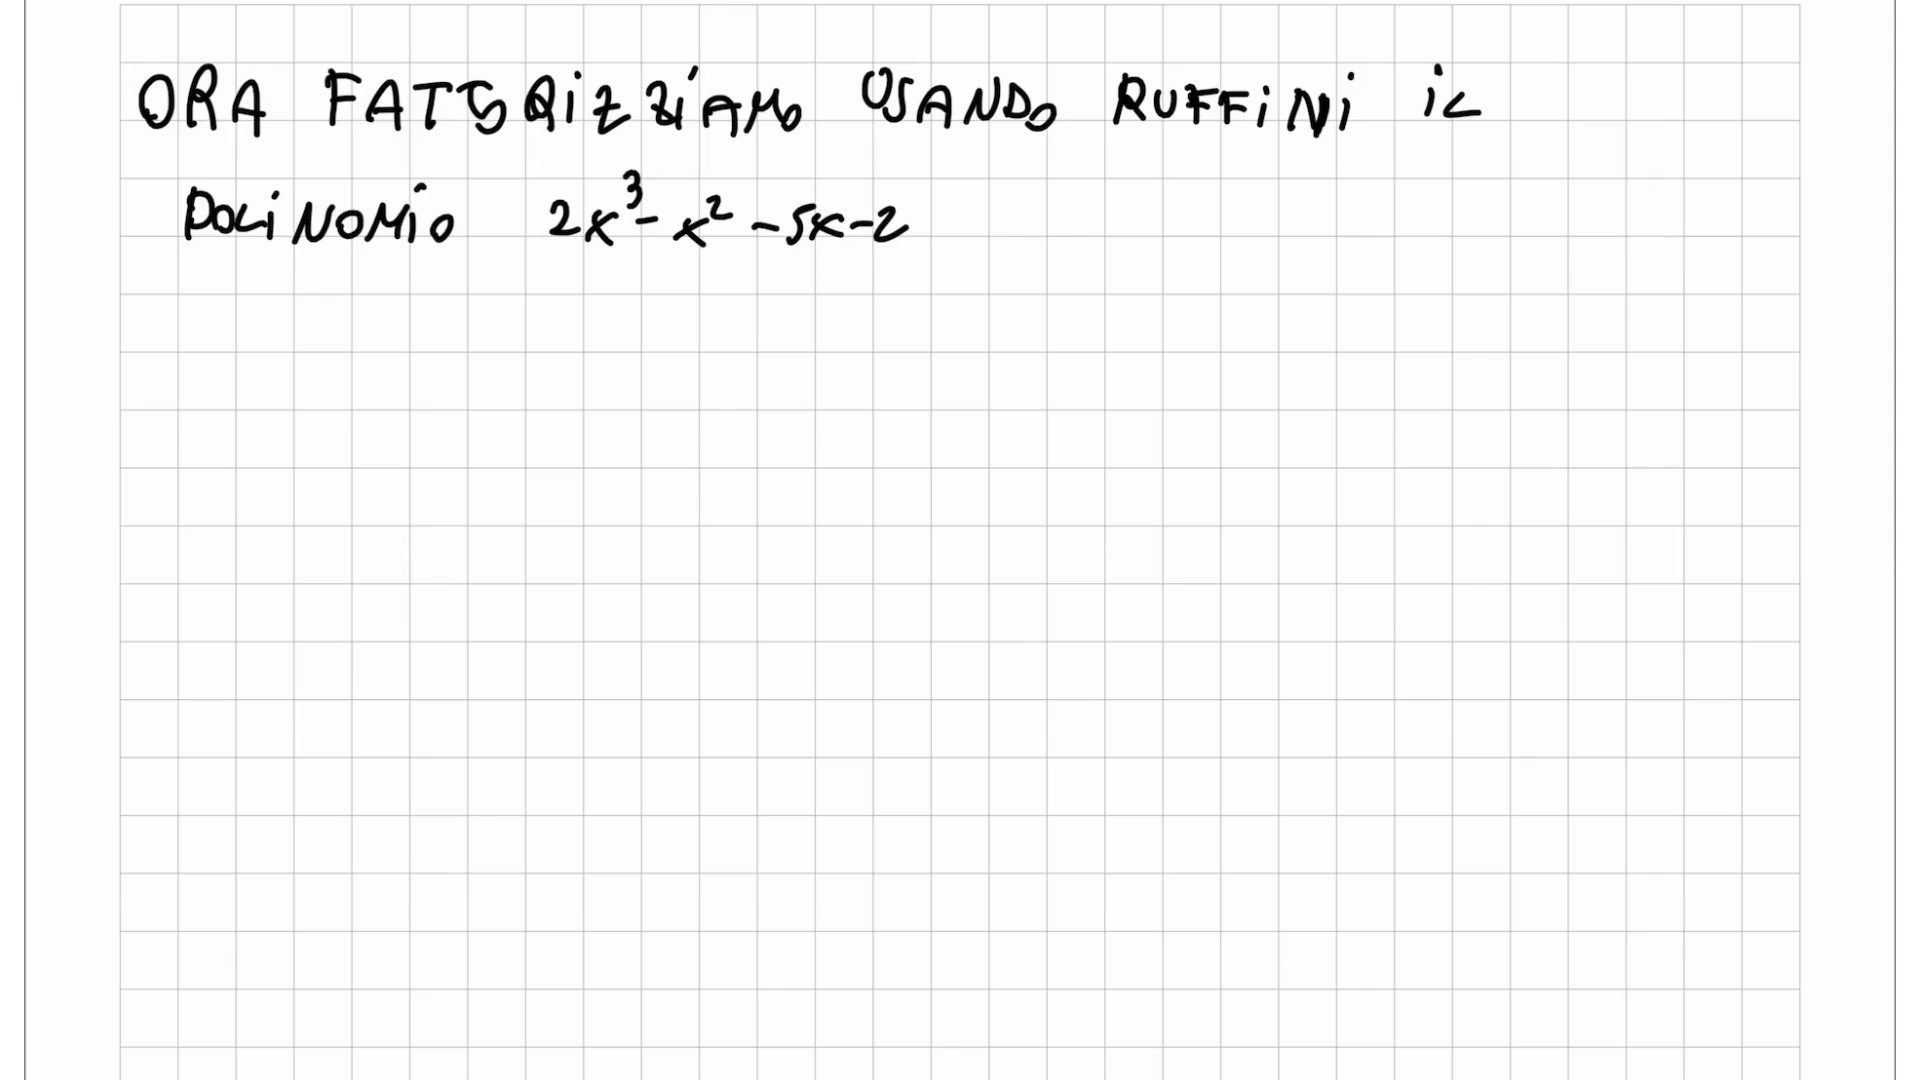 ORA FATTORIZZIAMO USANDO RUFFINI IL
POLINOMIO 2x³ - x² - 5x - 2